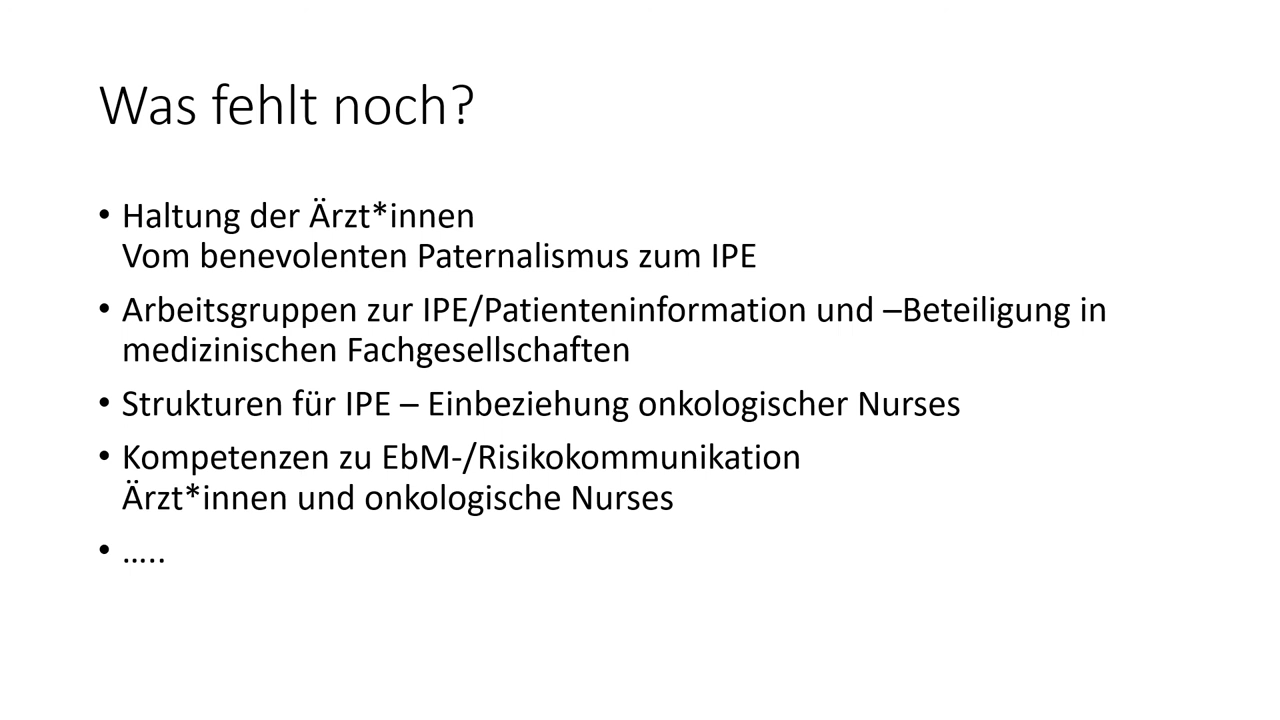 Was fehlt noch?
• Haltung der Ärzt*innen
Vom benevolenten Paternalismus zum IPE
• Arbeitsgruppen zur IPE/Patienteninformation und –Beteiligung in
medizinischen Fachgesellschaften
• Strukturen für IPE – Einbeziehung onkologischer Nurses
• Kompetenzen zu EbM-/Risikokommunikation
Ärzt*innen und onkologische Nurses
• …..